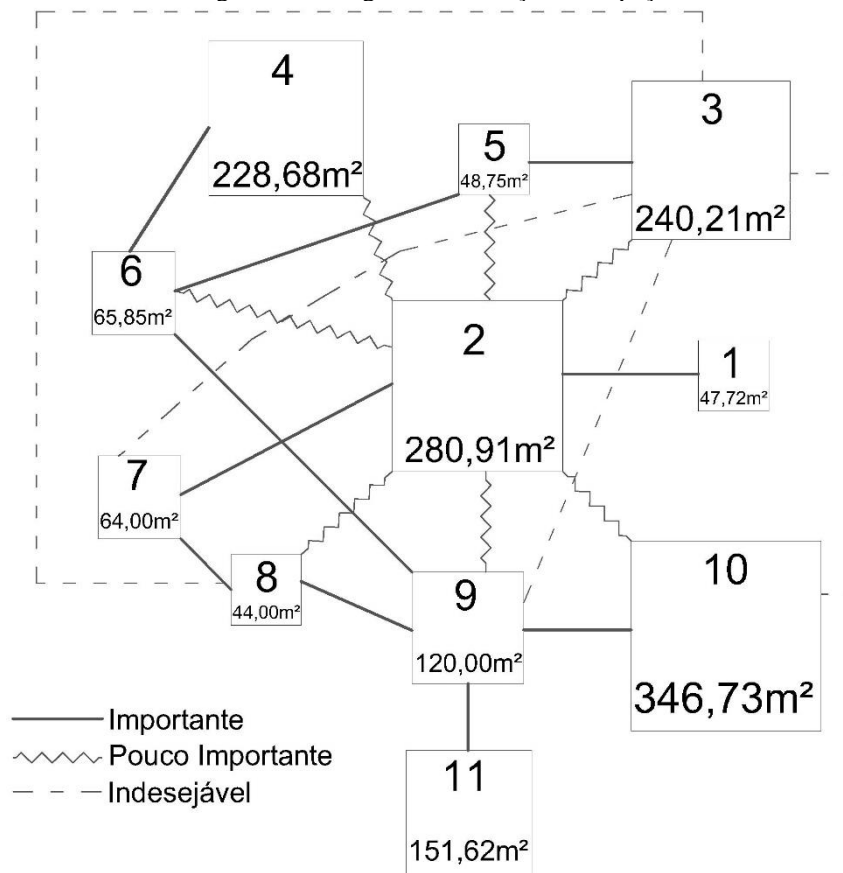 4
228,68m²
5
48,75m²
3
240,21m²
6
65,85m²
2
280,91m²
1
47,72m²
7
64,00m²
8
44,00m²
9
120,00m²
10
346,73m²
11
151,62m²
Importante
Pouco Importante
Indesejável